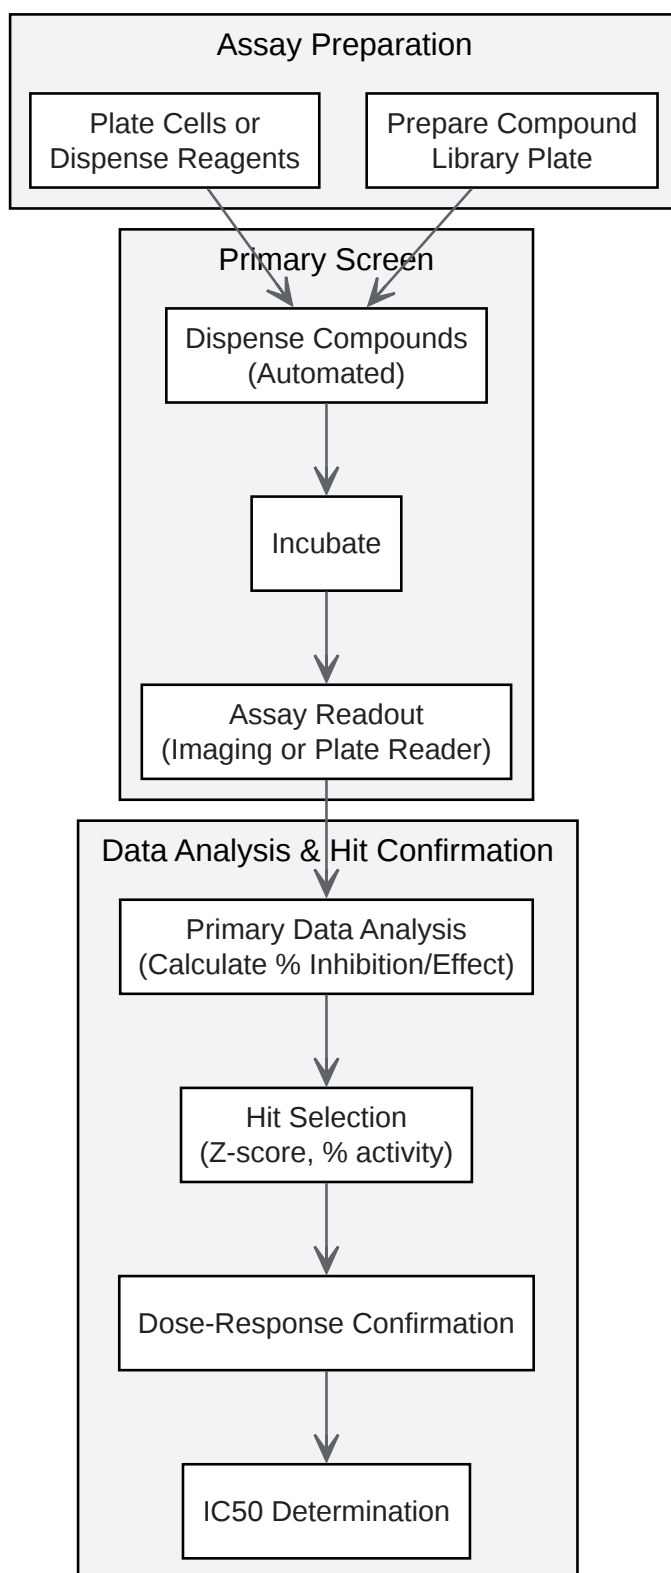 Assay Preparation
Plate Cells or
Dispense Reagents
Prepare Compound
Library Plate
Primary Screen
Dispense Compounds
(Automated)
Incubate
Assay Readout
(Imaging or Plate Reader)
Data Analysis & Hit Confirmation
Primary Data Analysis
(Calculate % Inhibition/Effect)
Hit Selection
(Z-score, % activity)
Dose-Response Confirmation
IC50 Determination